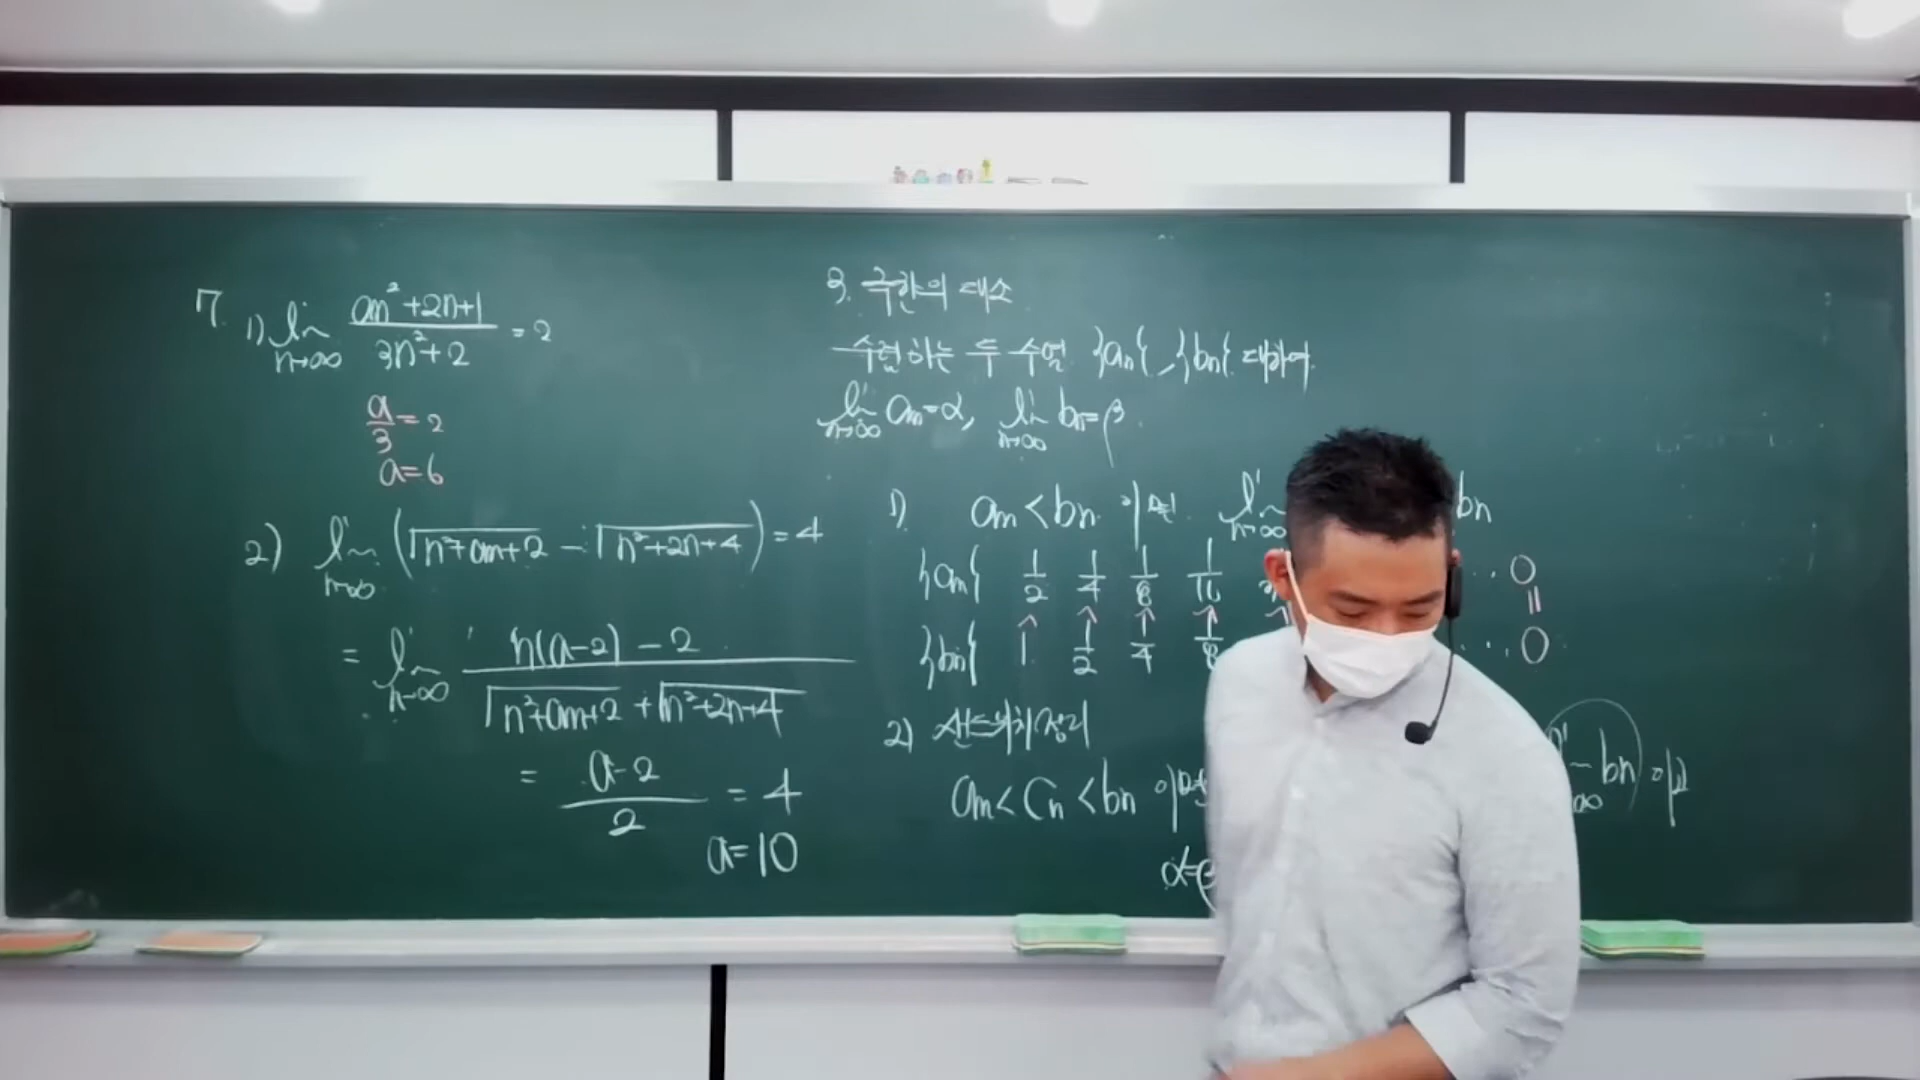 7. 1) lim n→∞ an²+2n+1 / 3n²+2 = 2
a/3 = 2
a=6
2) lim n→∞ (√n²+an+2 - √n²+2n+4) = 4
= lim n→∞ n(a-2) - 2 / √n²+an+2 + √n²+2n+4
= a-2 / 2 = 4
a=10
3. 극한의 대소
수렴하는 두 수열 {an}, {bn} 대하여
lim n→∞ an=α, lim n→∞ bn=β
1) an<bn 이면 lim n→∞ bn
{an} 1/2 1/4 1/8 1/16 ... 0
∧ ∧ ∧ ∧ ∧ =
{bn} 1 1/2 1/4 1/8 ... 0
2) 샌드위치정리
an<Cn<bn 이면 ∞ bn 이고
α=β